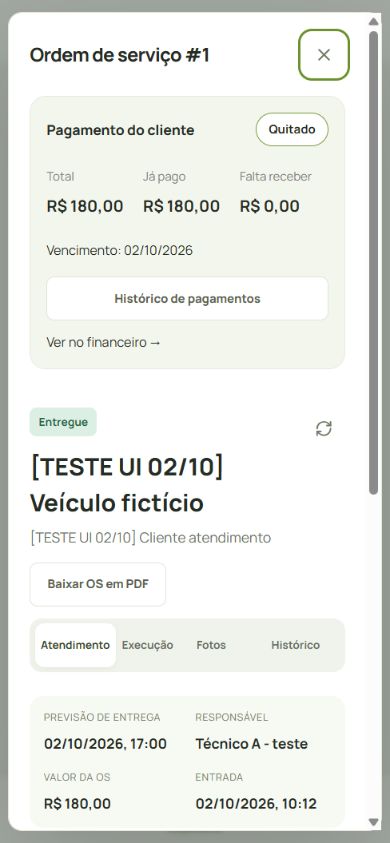 Ordem de serviço #1
Pagamento do cliente
Quitado
Total
Já pago
Falta receber
R$ 180,00
R$ 180,00
R$ 0,00
Vencimento: 02/10/2026
Histórico de pagamentos
Ver no financeiro →
Entregue
[TESTE UI 02/10]
Veículo fictício
[TESTE UI 02/10] Cliente atendimento
Baixar OS em PDF
Atendimento
Execução
Fotos
Histórico
PREVISÃO DE ENTREGA
RESPONSÁVEL
02/10/2026, 17:00
Técnico A - teste
VALOR DA OS
ENTRADA
R$ 180,00
02/10/2026, 10:12